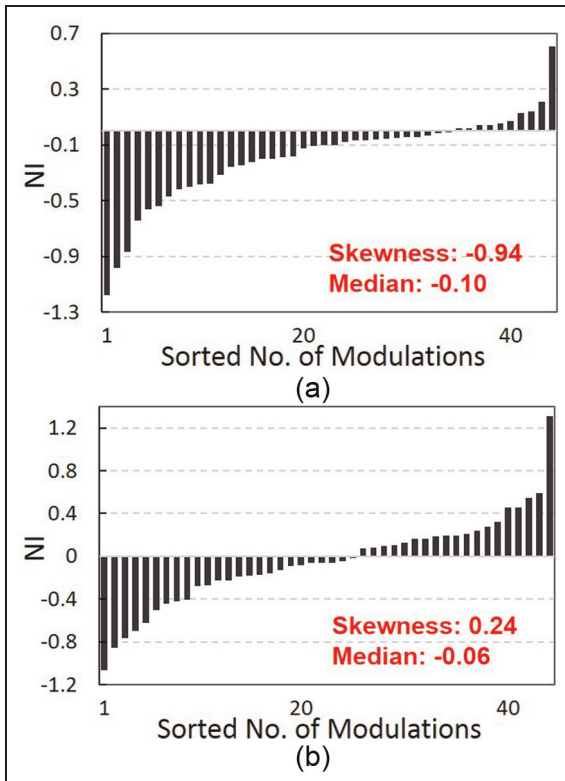 0.7
0.3
-0.1
-0.5
-0.9
-1.3
NI
Skewness: -0.94
Median: -0.10
1 20 40
Sorted No. of Modulations
(a)
1.2
0.8
0.4
0
-0.4
-0.8
-1.2
NI
Skewness: 0.24
Median: -0.06
1 20 40
Sorted No. of Modulations
(b)